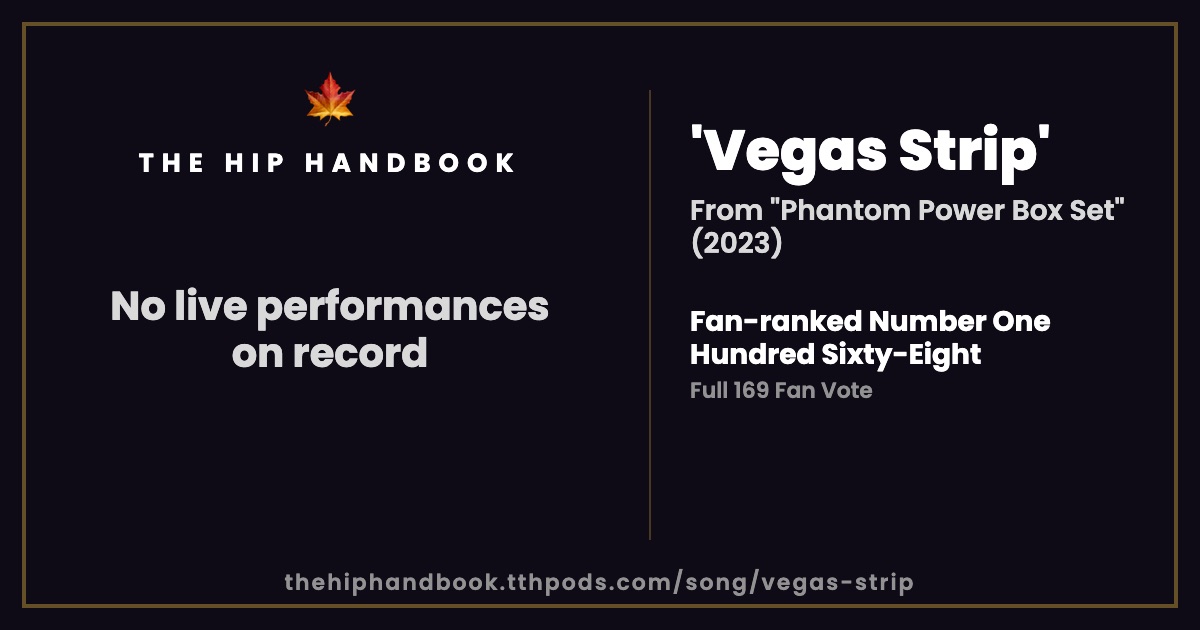 THE HIP HANDBOOK
No live performances
on record
'Vegas Strip'
From "Phantom Power Box Set"
(2023)
Fan-ranked Number One
Hundred Sixty-Eight
Full 169 Fan Vote
thehiphandbook.tthpods.com/song/vegas-strip